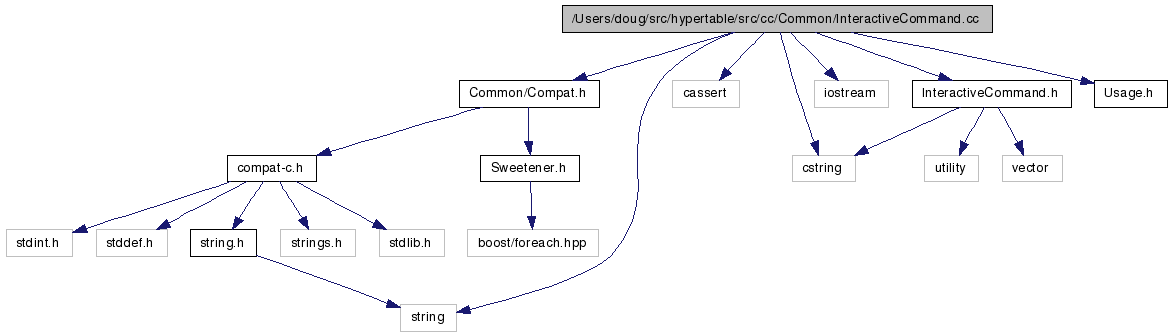 /Users/doug/src/hypertable/src/cc/Common/InteractiveCommand.cc
Common/Compat.h
cassert
iostream
InteractiveCommand.h
Usage.h
compat-c.h
Sweetener.h
cstring
utility
vector
stdint.h
stddef.h
string.h
strings.h
stdlib.h
boost/foreach.hpp
string